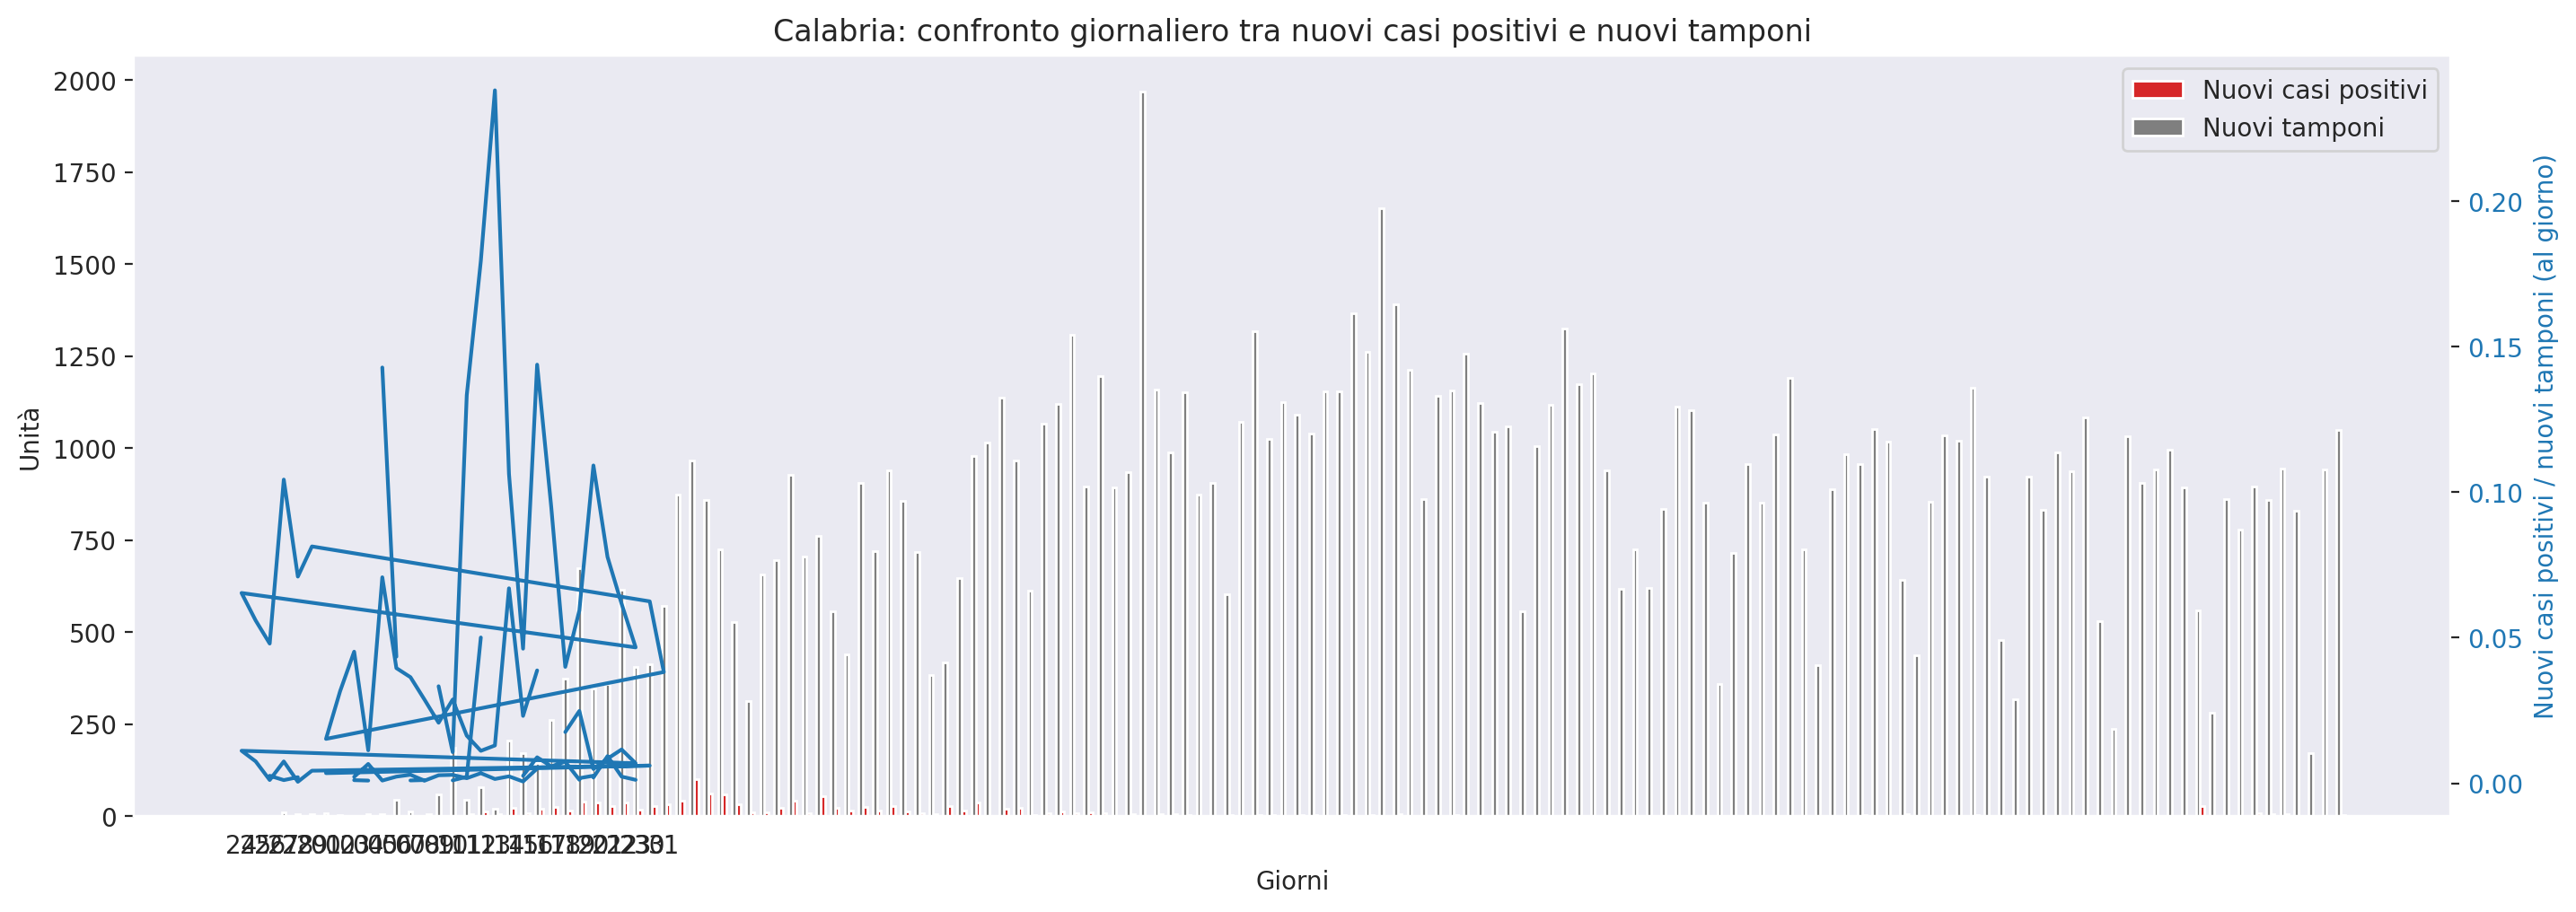 Calabria: confronto giornaliero tra nuovi casi positivi e nuovi tamponi
Nuovi casi positivi
Nuovi tamponi
2000
1750
1500
1250
1000
750
500
250
0
Unità
0.20
0.15
0.10
0.05
0.00
Nuovi casi positivi / nuovi tamponi (al giorno)
Giorni